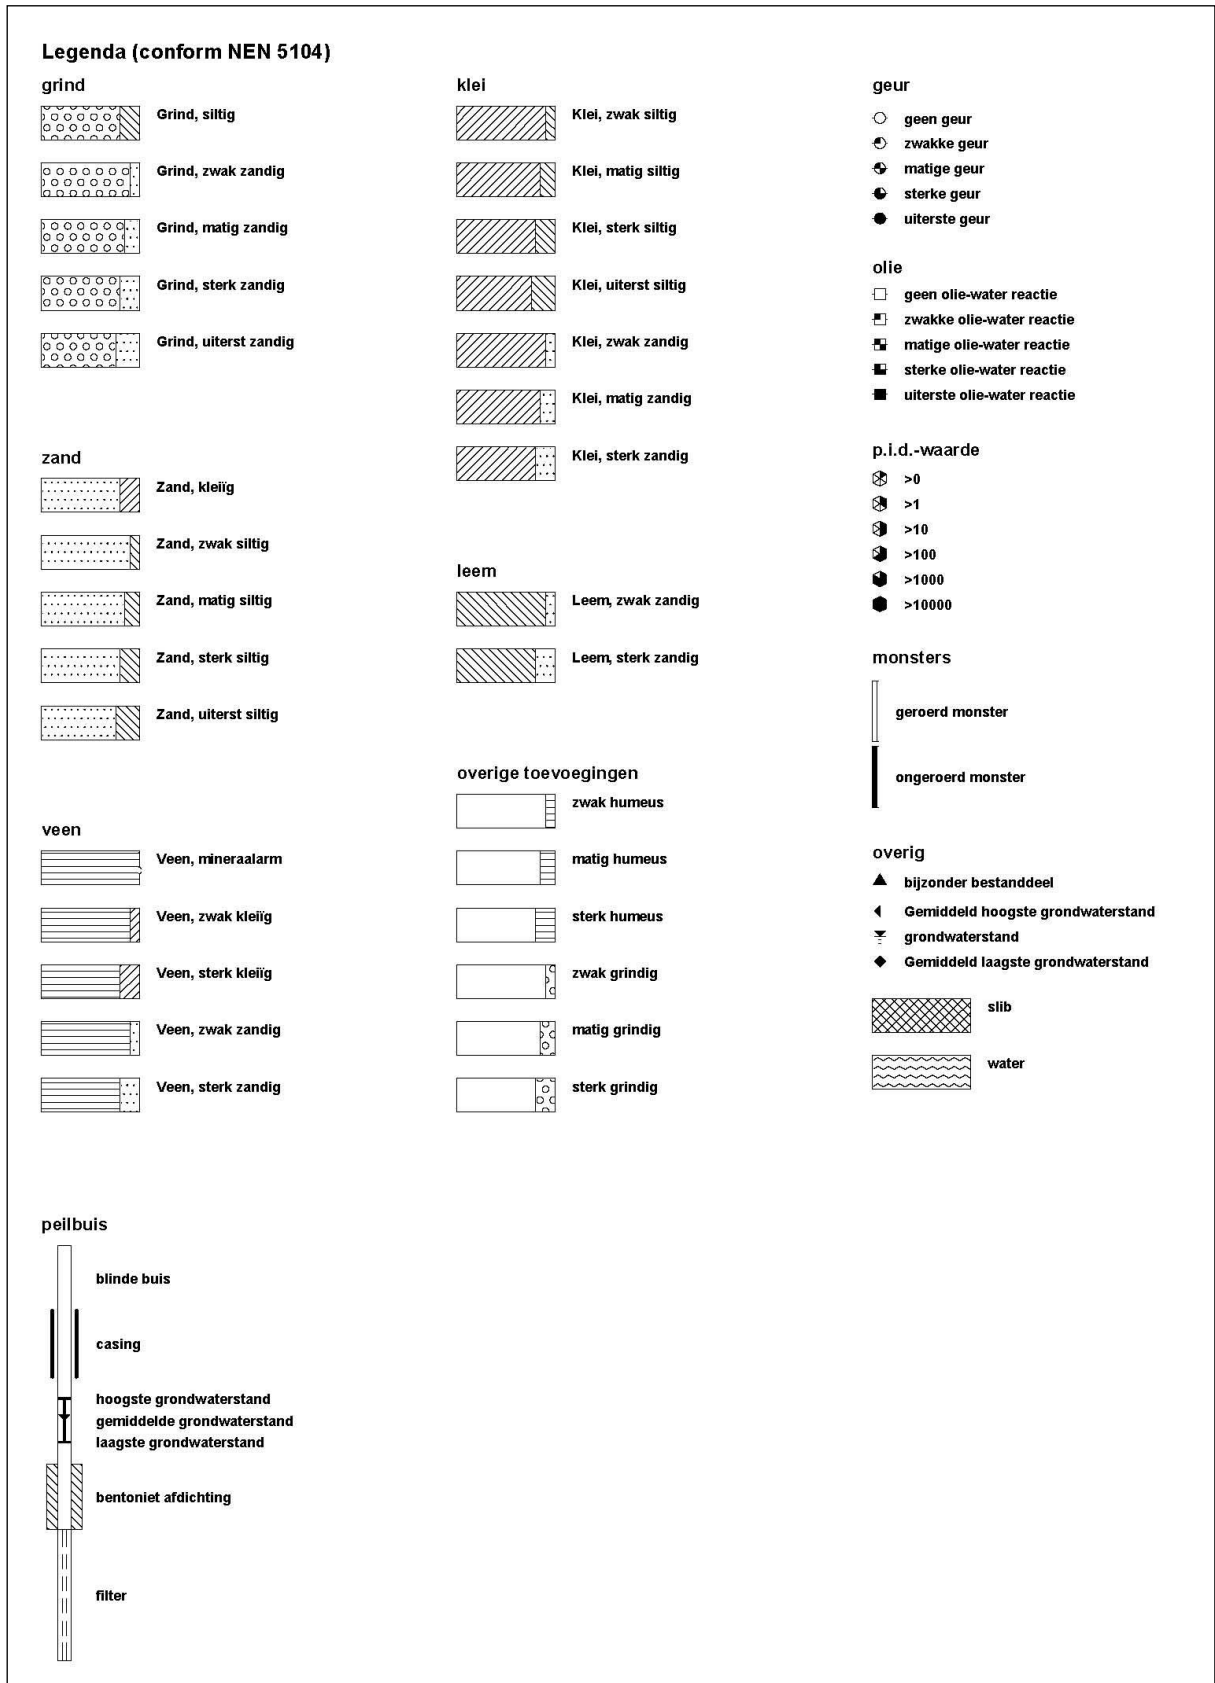 Legenda (conform NEN 5104)
grind
Grind, siltig
Grind, zwak zandig
Grind, matig zandig
Grind, sterk zandig
Grind, uiterst zandig
zand
Zand, kleiïg
Zand, zwak siltig
Zand, matig siltig
Zand, sterk siltig
Zand, uiterst siltig
veen
Veen, mineraalarm
Veen, zwak kleiïg
Veen, sterk kleiïg
Veen, zwak zandig
Veen, sterk zandig
peilbuis
blinde buis
casing
hoogste grondwaterstand
gemiddelde grondwaterstand
laagste grondwaterstand
bentoniet afdichting
filter
klei
Klei, zwak siltig
Klei, matig siltig
Klei, sterk siltig
Klei, uiterst siltig
Klei, zwak zandig
Klei, matig zandig
Klei, sterk zandig
leem
Leem, zwak zandig
Leem, sterk zandig
overige toevoegingen
zwak humeus
matig humeus
sterk humeus
zwak grindig
matig grindig
sterk grindig
geur
geen geur
zwakke geur
matige geur
sterke geur
uiterste geur
olie
geen olie-water reactie
zwakke olie-water reactie
matige olie-water reactie
sterke olie-water reactie
uiterste olie-water reactie
p.i.d.-waarde
>0
>1
>10
>100
>1000
>10000
monsters
geroerd monster
ongeroerd monster
overig
bijzonder bestanddeel
Gemiddeld hoogste grondwaterstand
grondwaterstand
Gemiddeld laagste grondwaterstand
slib
water